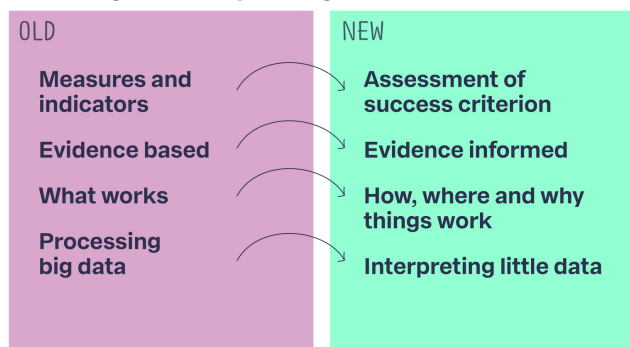 OLD
Measures and
indicators
Evidence based
What works
Processing
big data
NEW
Assessment of
success criterion
Evidence informed
How, where and why
things work
Interpreting little data